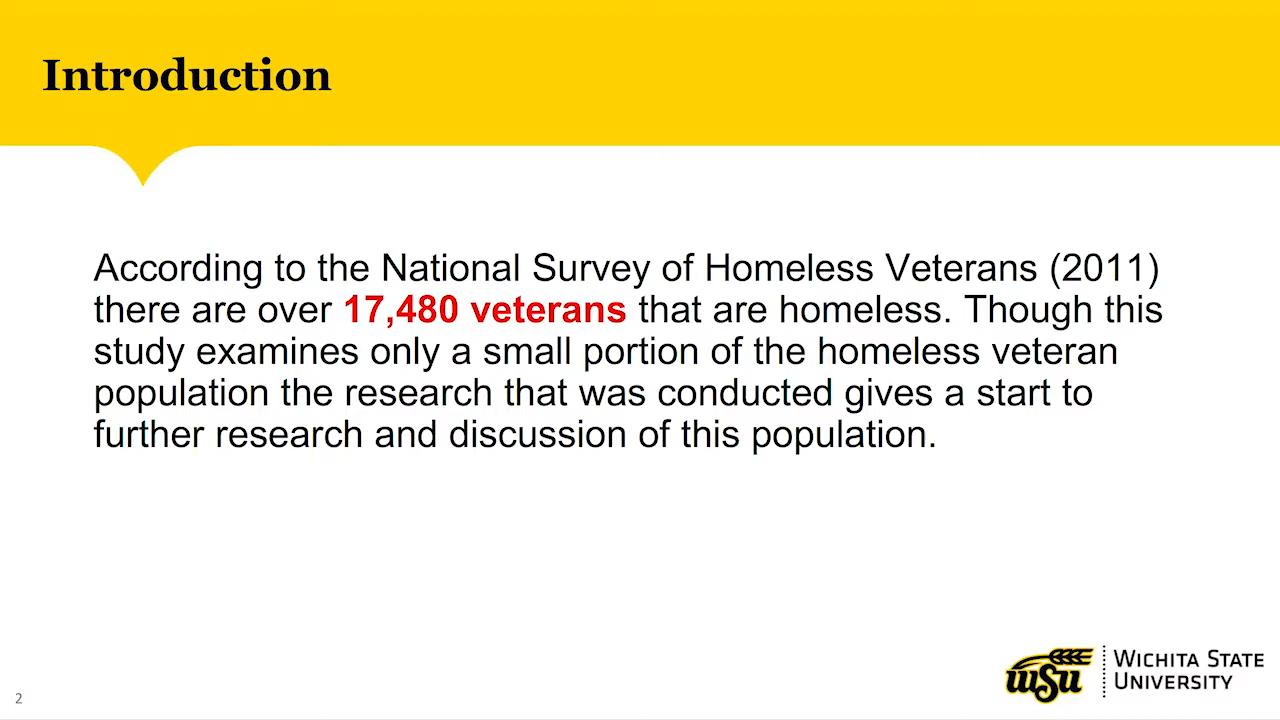 Introduction
According to the National Survey of Homeless Veterans (2011)
there are over 17,480 veterans that are homeless. Though this
study examines only a small portion of the homeless veteran
population the research that was conducted gives a start to
further research and discussion of this population.
wsu
WICHITA STATE
UNIVERSITY
2